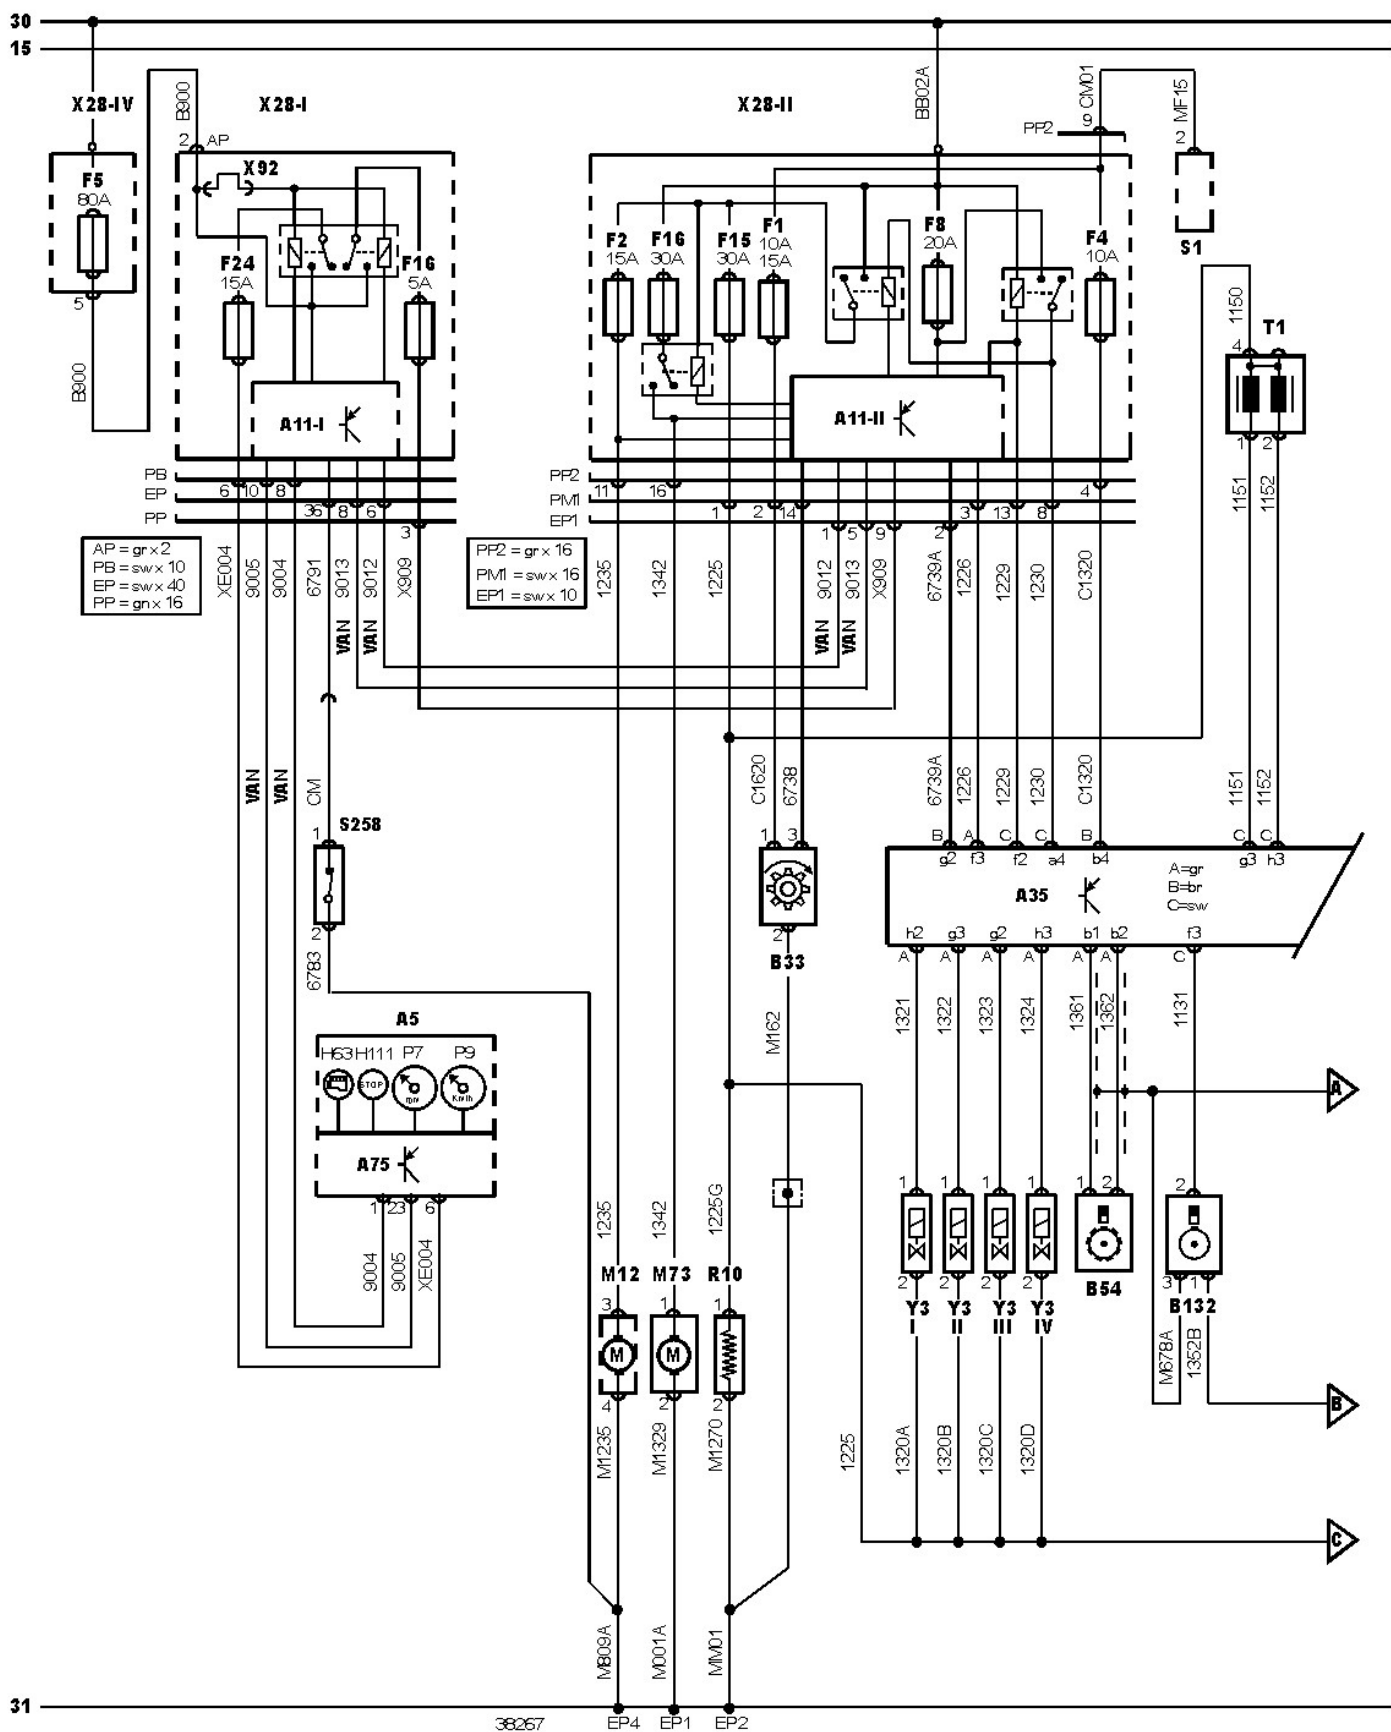 30
15
X28-IV
B900
X28-I
X28-II
BB02A
PP2
9
CM01
MF15
2
2 AP
X92
F5
80A
S1
F24
15A
F16
5A
F2
15A
F16
30A
F15
30A
F1
10A
15A
F8
20A
F4
10A
5
B900
A11-I
A11-II
1150
T1
4
1 2
1151
1152
PB
EP
PP
6 10 8
36 8 6
3
PP2
PM1
EP1
11 16 4
1 2 14 3 13 8
1 5 9 2
AP = gr x 2
PB = sw x 10
EP = sw x 40
PP = gn x 16
PP2 = gr x 16
PM1 = sw x 16
EP1 = sw x 10
XE004
9005
9004
6791
9013
9012
X909
1235
1342
1225
9012
9013
X909
6739A
1226
1229
1230
C1320
VAN
VAN
VAN
VAN
VAN
VAN
CM
C1620
6738
6739A
1226
1229
1230
C1320
1151
1152
1
S258
2
6783
1 3
2
B33
M162
B A C C B C C
g2 f3 f2 a4 b4 g3 h3
A35
A=gr
B=br
C=sw
h2 g3 g2 h3 b1 b2 f3
A A A A A A C
1321
1322
1323
1324
1361
1362
1131
A5
H63 H111 P7 P9
STOP
rpm
Km/h
A75
1 23 6
9004
9005
XE004
A
1235
1342
1225G
M12 M73 R10
3 1 1
M M
4 2 2
M1235
M1329
M1270
1 1 1 1 1 2 2
2 2 2 2 3 1
Y3 Y3 Y3 Y3
I II III IV
B54
B132
M678A
1352B
B
1225
1320A
1320B
1320C
1320D
C
M809A
M001A
MM01
31
38267
EP4 EP1 EP2